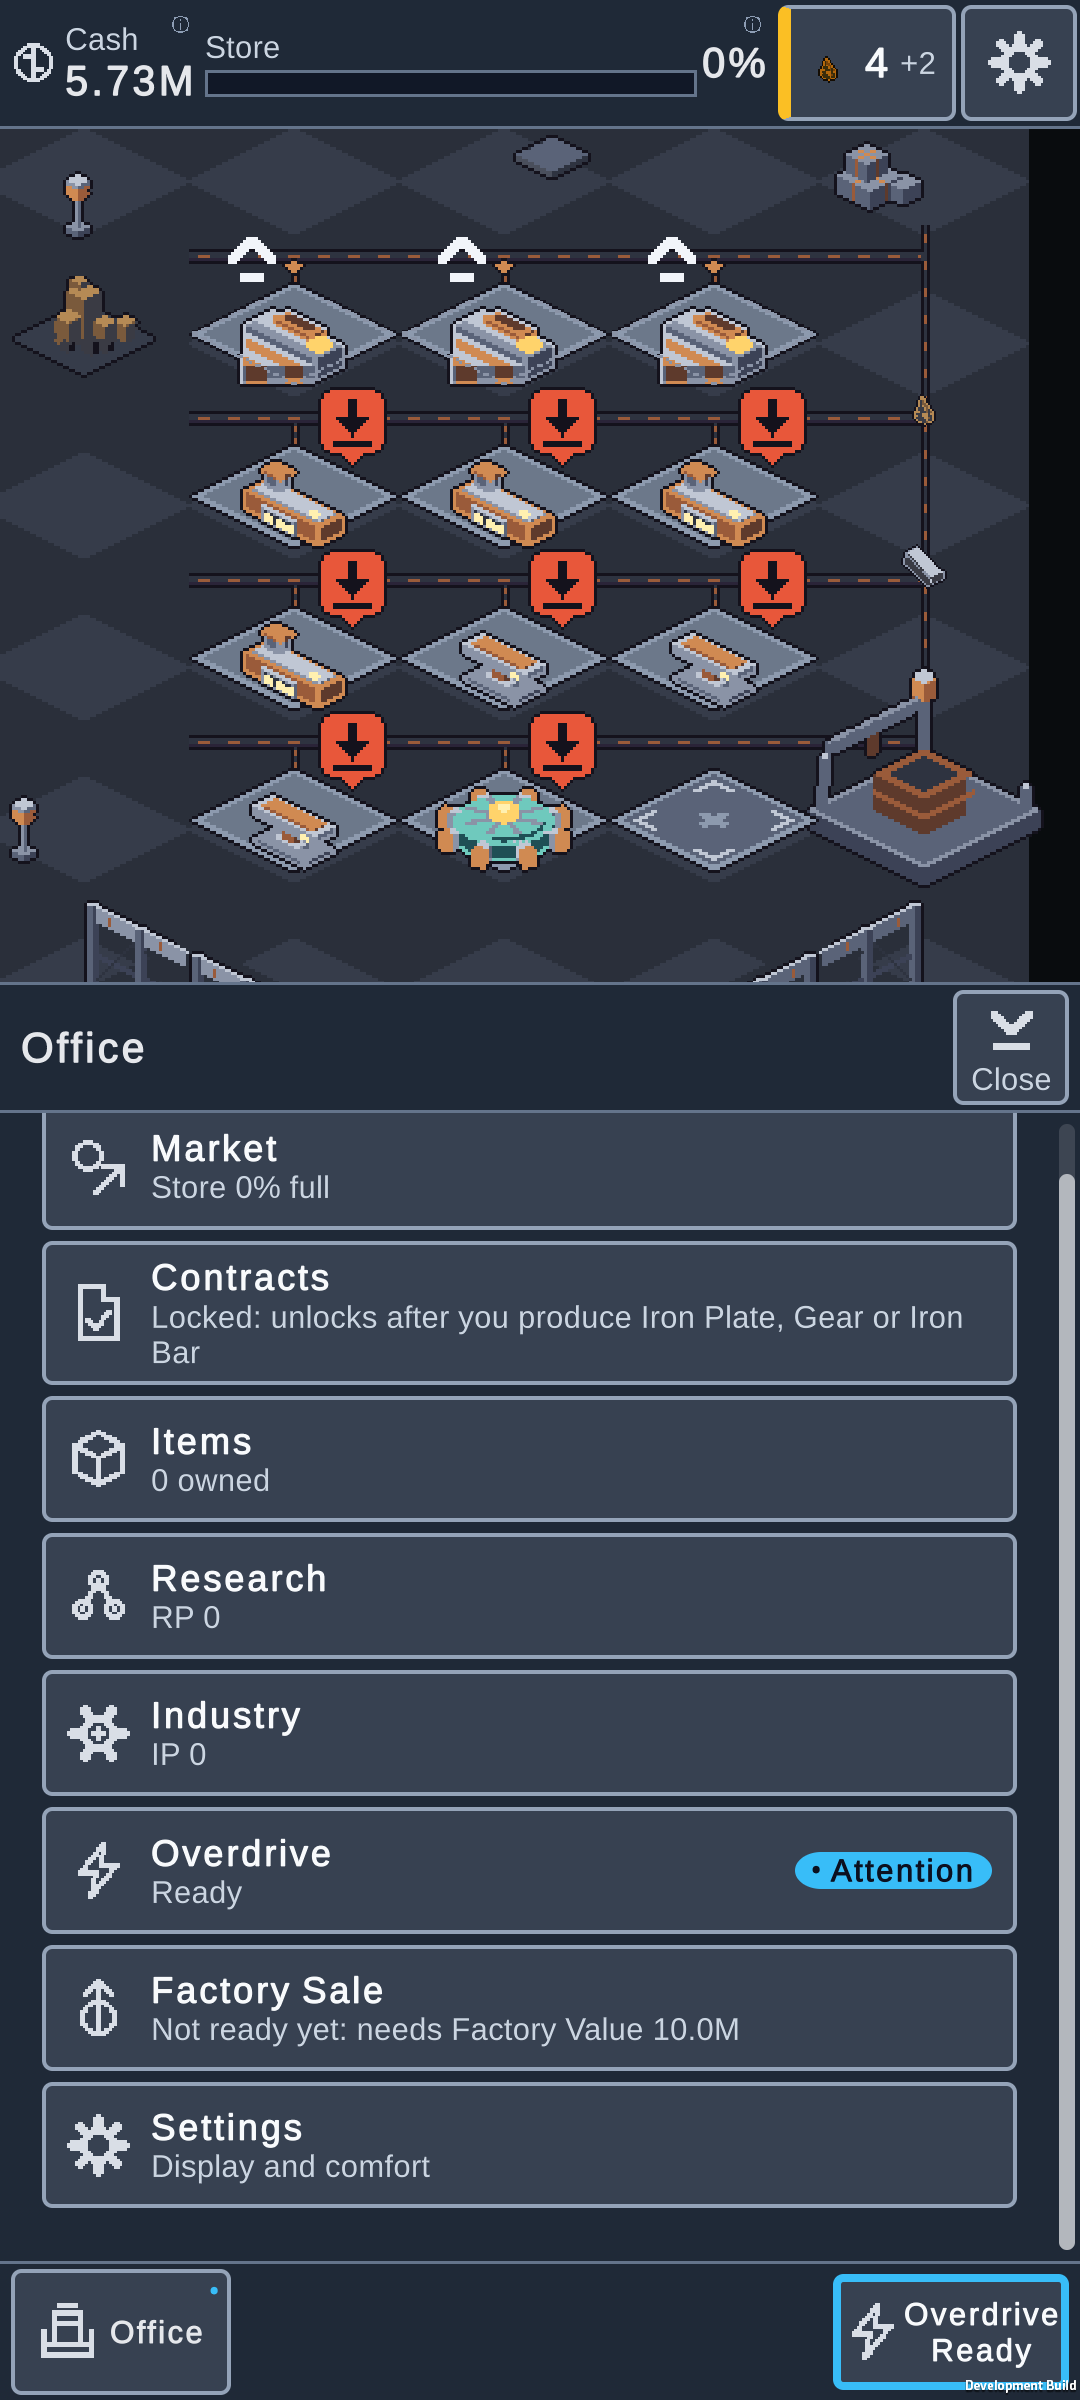 Cash
5.73M
Store
0%
4 +2
Office
Close
Market
Store 0% full
Contracts
Locked: unlocks after you produce Iron Plate, Gear or Iron
Bar
Items
0 owned
Research
RP 0
Industry
IP 0
Overdrive
Ready
• Attention
Factory Sale
Not ready yet: needs Factory Value 10.0M
Settings
Display and comfort
Office
Overdrive
Ready
Development Build